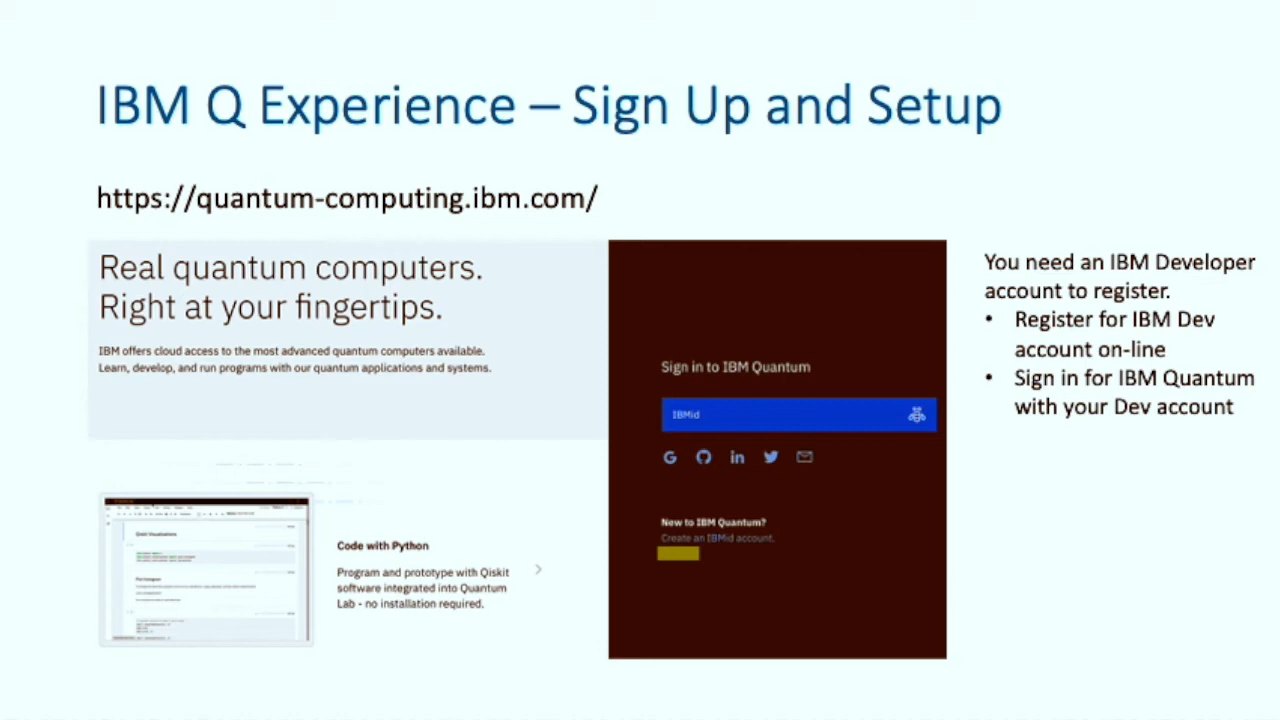 IBM Q Experience – Sign Up and Setup
https://quantum-computing.ibm.com/
Real quantum computers.
Right at your fingertips.
IBM offers cloud access to the most advanced quantum computers available.
Learn, develop, and run programs with our quantum applications and systems.
Code with Python
Program and prototype with Qiskit
software integrated into Quantum
Lab - no installation required.
Sign in to IBM Quantum
IBMid
New to IBM Quantum?
Create an IBMid account.
You need an IBM Developer
account to register.
• Register for IBM Dev
account on-line
• Sign in for IBM Quantum
with your Dev account